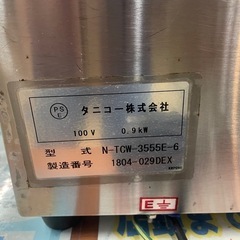 PS
E
タニコー株式会社
100V 0.9kW
型式 N-TCW-3555E-6
製造番号 1804-029DEX
E